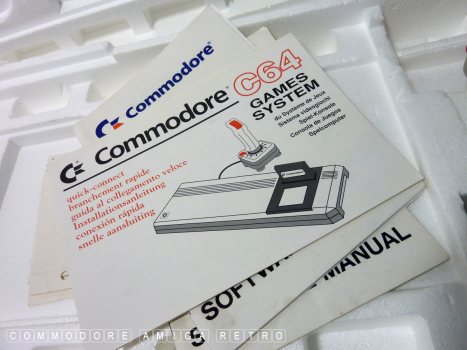 Commodore®
Commodore® C64
GAMES
SYSTEM
du Système de Jeux
Sistema videogiochi
Spiel-Konsole
Consola de Juegos
Spelcomputer
quick-connect
branchement rapide
guida al collegamento veloce
Installationsanleitung
conexión rápida
snelle aansluiting
S SOFTWARE MANUAL
COMMODORE AMIGA RETRO